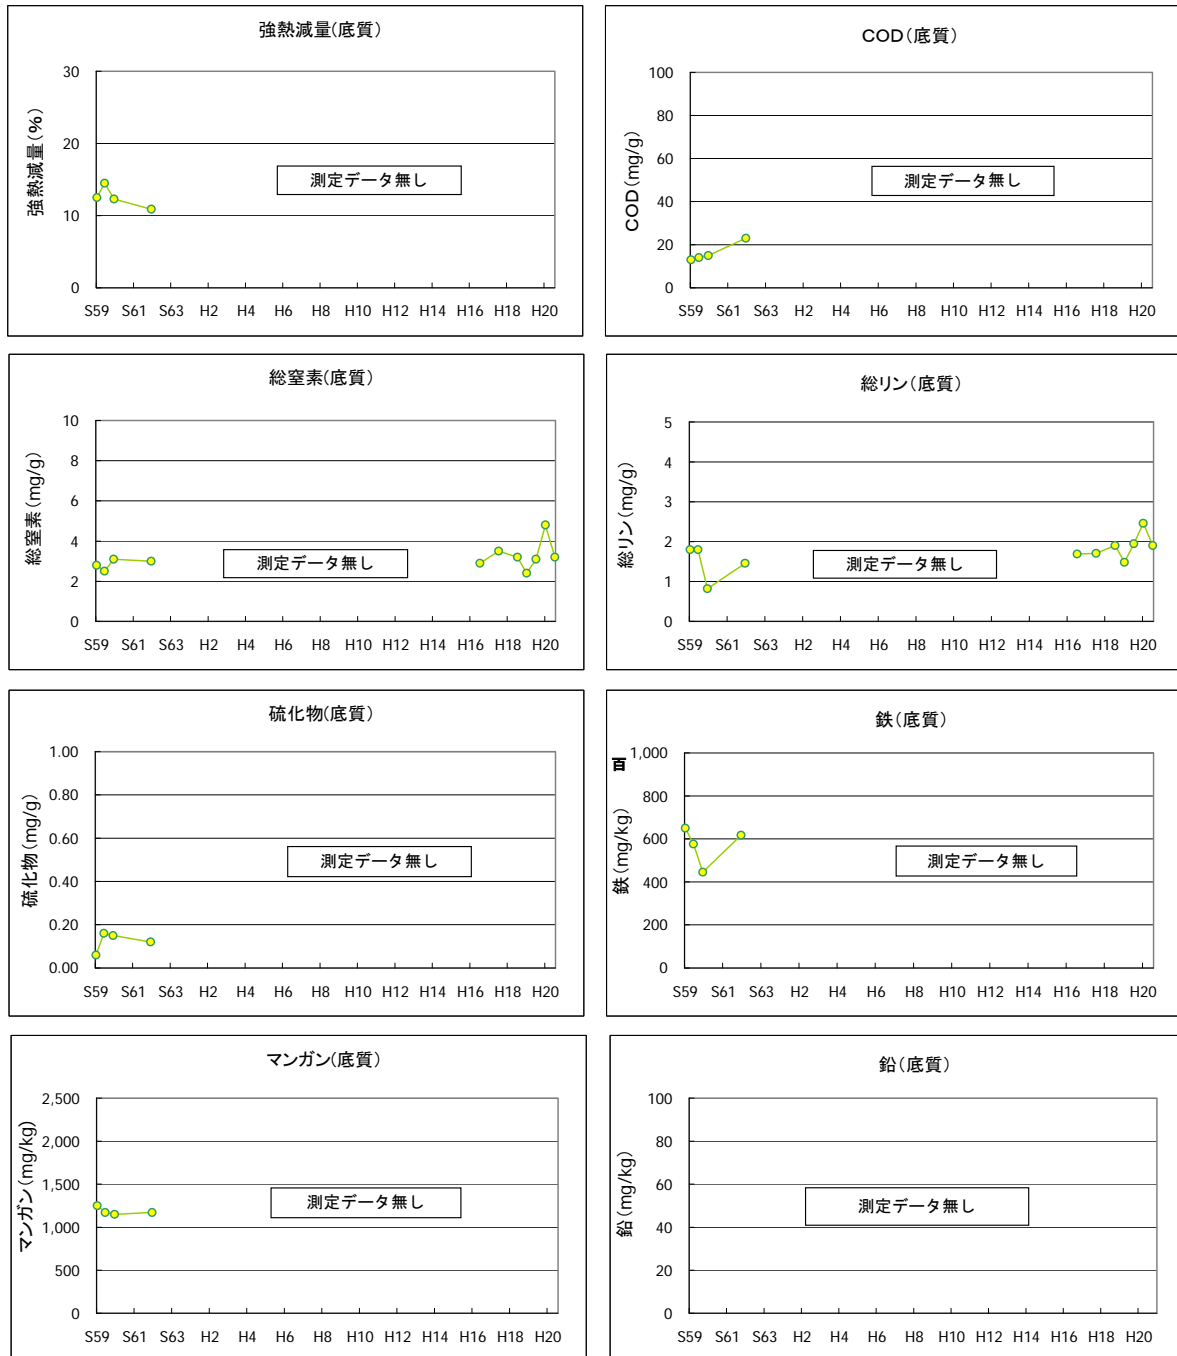 強熱減量(底質)
強熱減量(%)
30
20
10
0
測定データ無し
S59 S61 S63 H2 H4 H6 H8 H10 H12 H14 H16 H18 H20
COD(底質)
COD(mg/g)
100
80
60
40
20
0
測定データ無し
S59 S61 S63 H2 H4 H6 H8 H10 H12 H14 H16 H18 H20
総窒素(底質)
総窒素(mg/g)
10
8
6
4
2
0
測定データ無し
S59 S61 S63 H2 H4 H6 H8 H10 H12 H14 H16 H18 H20
総リン(底質)
総リン(mg/g)
5
4
3
2
1
0
測定データ無し
S59 S61 S63 H2 H4 H6 H8 H10 H12 H14 H16 H18 H20
硫化物(底質)
硫化物(mg/g)
1.00
0.80
0.60
0.40
0.20
0.00
測定データ無し
S59 S61 S63 H2 H4 H6 H8 H10 H12 H14 H16 H18 H20
鉄(底質)
百
鉄(mg/kg)
1,000
800
600
400
200
0
測定データ無し
S59 S61 S63 H2 H4 H6 H8 H10 H12 H14 H16 H18 H20
マンガン(底質)
マンガン(mg/kg)
2,500
2,000
1,500
1,000
500
0
測定データ無し
S59 S61 S63 H2 H4 H6 H8 H10 H12 H14 H16 H18 H20
鉛(底質)
鉛(mg/kg)
100
80
60
40
20
0
測定データ無し
S59 S61 S63 H2 H4 H6 H8 H10 H12 H14 H16 H18 H20